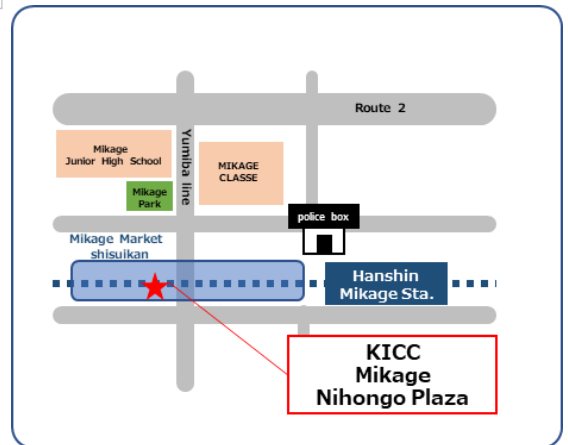 Route 2
Mikage
Junior High School
Yumiba line
MIKAGE
CLASSE
Mikage
Park
police box
Mikage Market
shisuikan
Hanshin
Mikage Sta.
KICC
Mikage
Nihongo Plaza